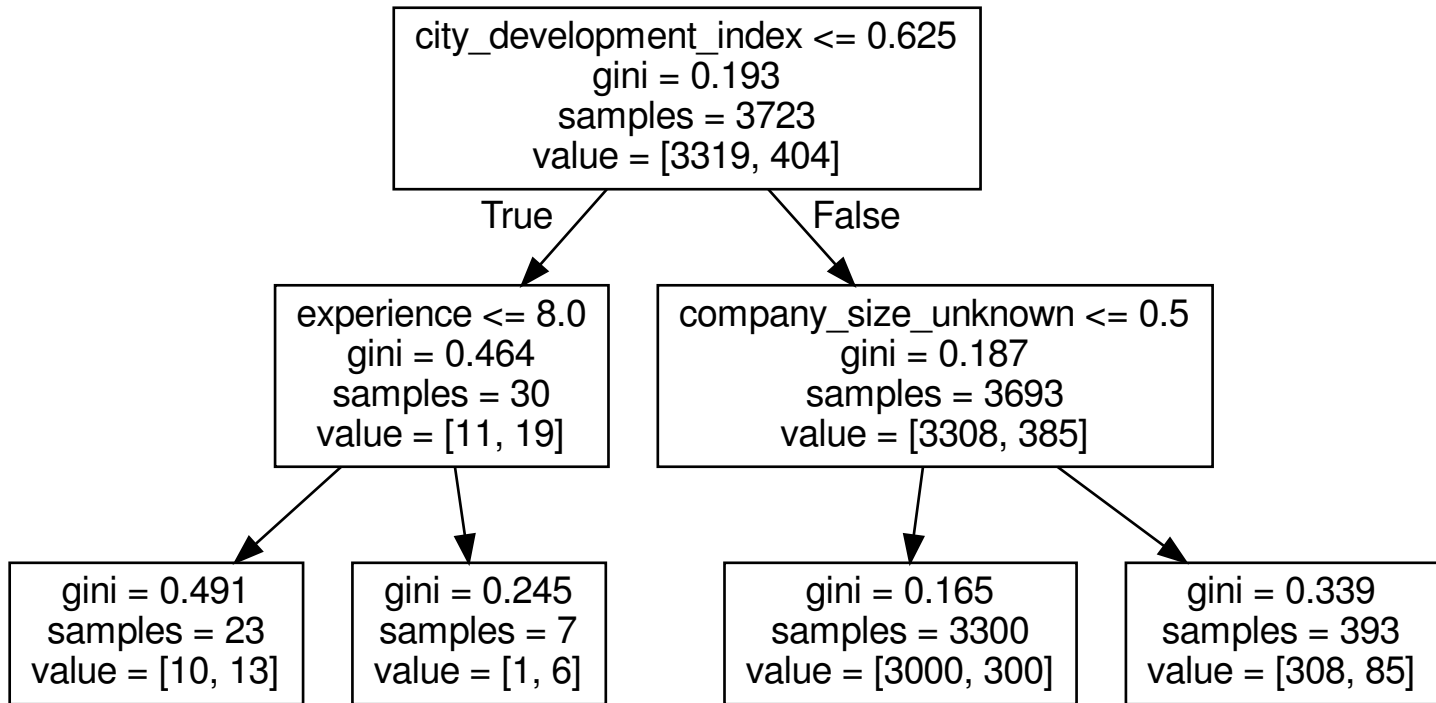 city_development_index <= 0.625
gini = 0.193
samples = 3723
value = [3319, 404]
True
False
experience <= 8.0
gini = 0.464
samples = 30
value = [11, 19]
company_size_unknown <= 0.5
gini = 0.187
samples = 3693
value = [3308, 385]
gini = 0.491
samples = 23
value = [10, 13]
gini = 0.245
samples = 7
value = [1, 6]
gini = 0.165
samples = 3300
value = [3000, 300]
gini = 0.339
samples = 393
value = [308, 85]